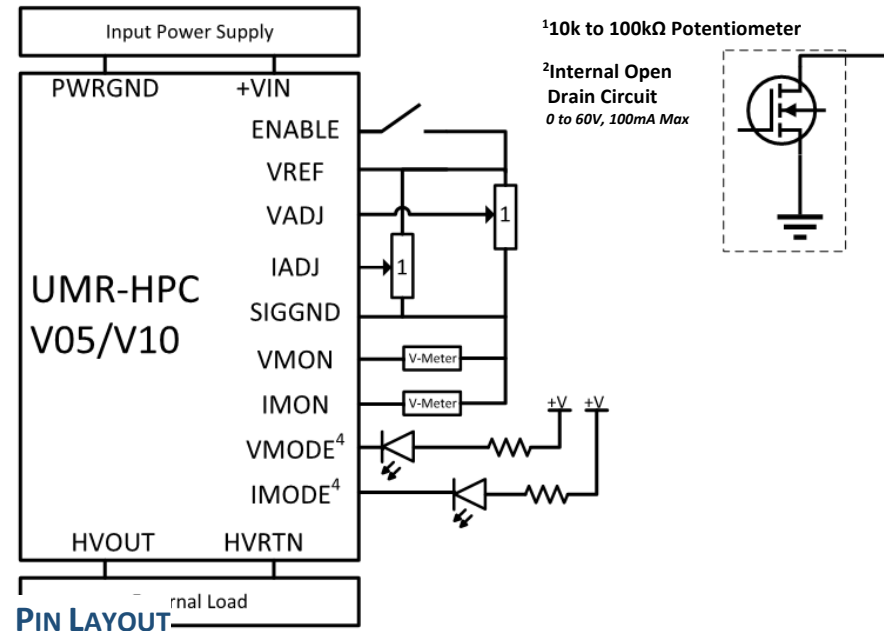 Input Power Supply
PWRGND +VIN
ENABLE
VREF
VADJ
IADJ
SIGGND
VMON
IMON
VMODE⁴
IMODE⁴
UMR-HPC
V05/V10
1
1
V-Meter
V-Meter
+V +V
HVOUT HVRTN
rnal Load
PIN LAYOUT
¹10k to 100kΩ Potentiometer
²Internal Open
Drain Circuit
0 to 60V, 100mA Max